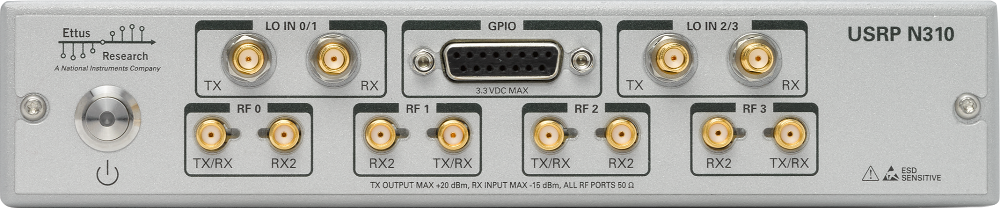 Ettus
Research
A National Instruments Company
LO IN 0/1
TX
RX
GPIO
3.3 VDC MAX
LO IN 2/3
TX
RX
USRP N310
RF 0
TX/RX
RX2
RF 1
RX2
TX/RX
RF 2
TX/RX
RX2
RF 3
RX2
TX/RX
TX OUTPUT MAX +20 dBm, RX INPUT MAX -15 dBm, ALL RF PORTS 50 Ω
ESD
SENSITIVE